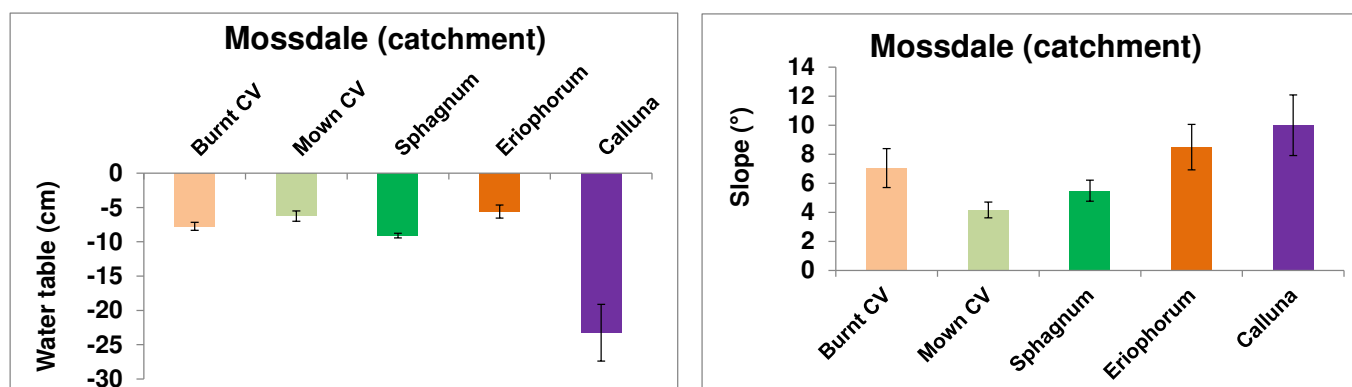 Mossdale (catchment)
Burnt CV
Mown CV
Sphagnum
Eriophorum
Calluna
Water table (cm)
0
-5
-10
-15
-20
-25
-30
Mossdale (catchment)
Slope (°)
14
12
10
8
6
4
2
0
Burnt CV
Mown CV
Sphagnum
Eriophorum
Calluna